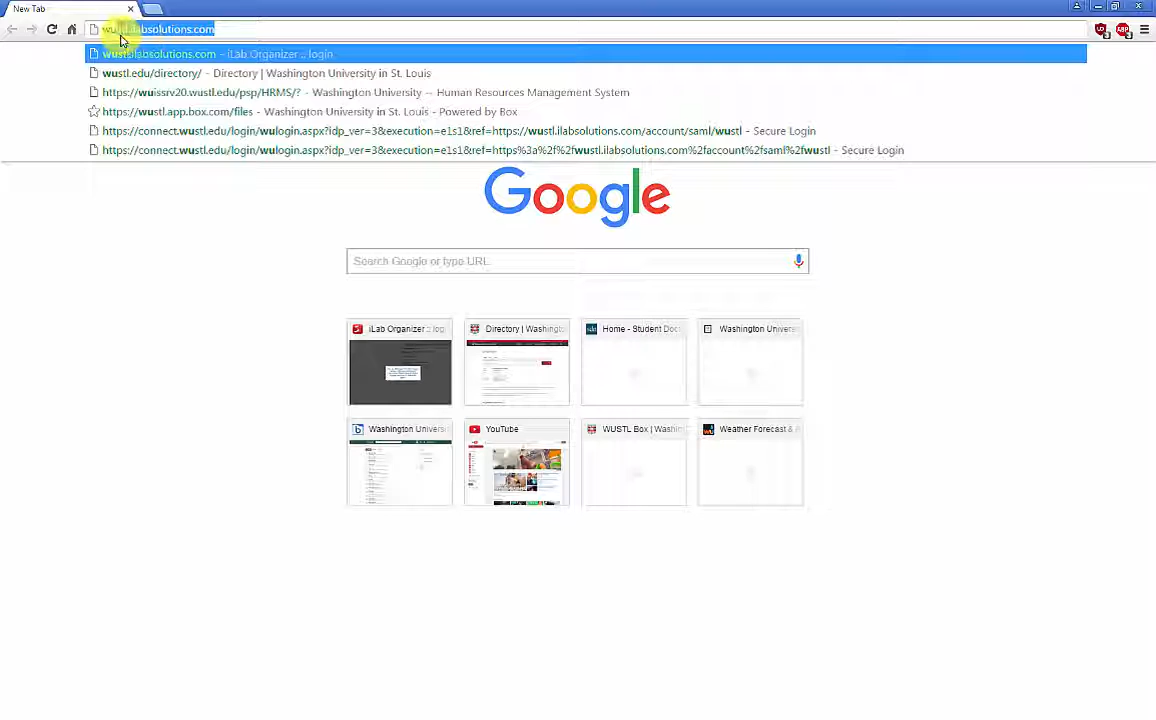 New Tab
wustl.ilabsolutions.com
wustl.ilabsolutions.com - iLab Organizer :: login
wustl.edu/directory/ - Directory | Washington University in St. Louis
https://wuissrv20.wustl.edu/psp/HRMS/? - Washington University -- Human Resources Management System
https://wustl.app.box.com/files - Washington University in St. Louis - Powered by Box
https://connect.wustl.edu/login/wulogin.aspx?idp_ver=3&execution=e1s1&ref=https://wustl.ilabsolutions.com/account/saml/wustl - Secure Login
https://connect.wustl.edu/login/wulogin.aspx?idp_ver=3&execution=e1s1&ref=https%3a%2f%2fwustl.ilabsolutions.com%2faccount%2fsaml%2fwustl - Secure Login
Google
Search Google or type URL
iLab Organizer :: log
Directory | Washingt
Home - Student Doc
Washington Univers
Washington Univers
YouTube
WUSTL Box | Washin
Weather Forecast &